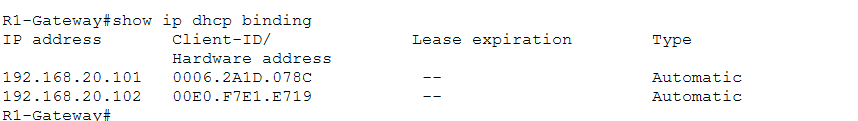 R1-Gateway#show ip dhcp binding
IP address       Client-ID/              Lease expiration        Type
                 Hardware address
192.168.20.101   0006.2A1D.078C           --                     Automatic
192.168.20.102   00E0.F7E1.E719           --                     Automatic
R1-Gateway#